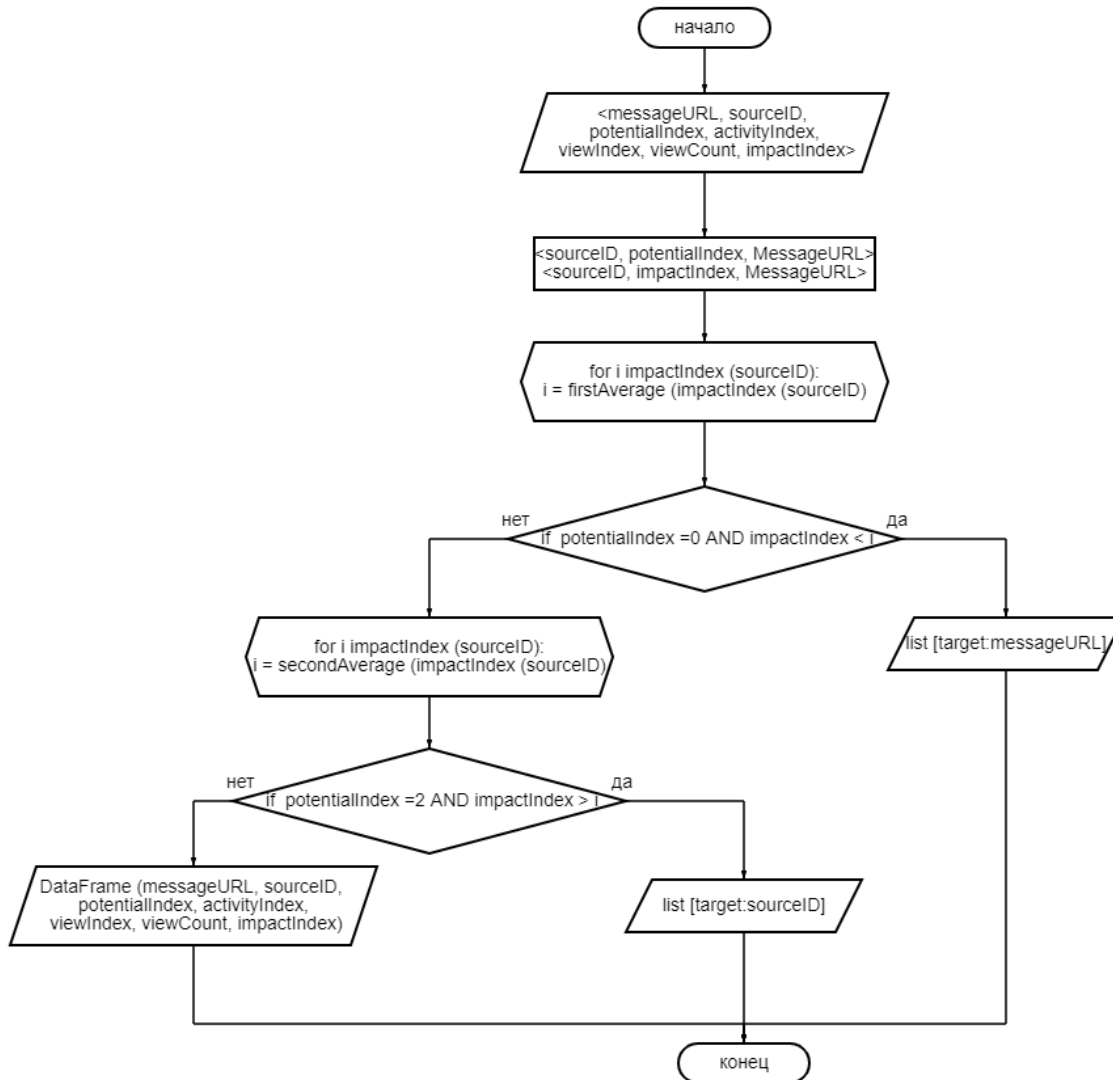 начало
<messageURL, sourceID,
potentialIndex, activityIndex,
viewIndex, viewCount, impactIndex>
<sourceID, potentialIndex, MessageURL>
<sourceID, impactIndex, MessageURL>
for i impactIndex (sourceID):
i = firstAverage (impactIndex (sourceID)
нет
да
if potentialIndex =0 AND impactIndex < i
for i impactIndex (sourceID):
i = secondAverage (impactIndex (sourceID)
list [target:messageURL]
нет
да
if potentialIndex =2 AND impactIndex > i
DataFrame (messageURL, sourceID,
potentialIndex, activityIndex,
viewIndex, viewCount, impactIndex)
list [target:sourceID]
конец